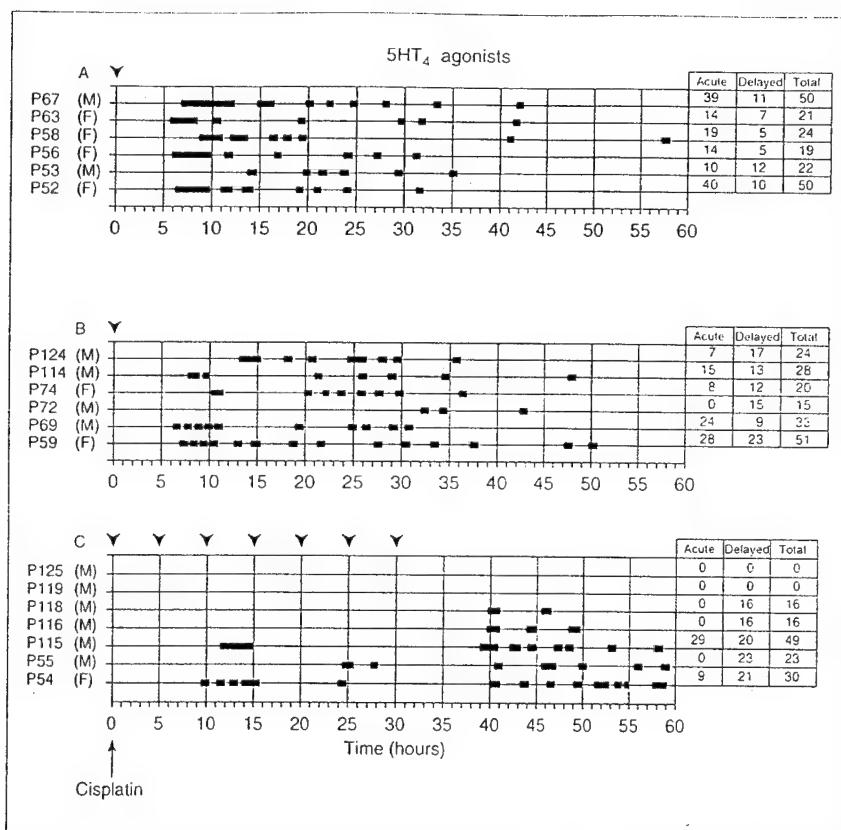 5HT₄ agonists
A
Acute Delayed Total
P67 (M) 39 11 50
P63 (F) 14 7 21
P58 (F) 19 5 24
P56 (F) 14 5 19
P53 (M) 10 12 22
P52 (F) 40 10 50
0 5 10 15 20 25 30 35 40 45 50 55 60
B
Acute Delayed Total
P124 (M) 7 17 24
P114 (M) 15 13 28
P74 (F) 8 12 20
P72 (M) 0 15 15
P69 (M) 24 9 33
P59 (F) 28 23 51
0 5 10 15 20 25 30 35 40 45 50 55 60
C
Acute Delayed Total
P125 (M) 0 0 0
P119 (M) 0 0 0
P118 (M) 0 16 16
P116 (M) 0 16 16
P115 (M) 29 20 49
P55 (M) 0 23 23
P54 (F) 9 21 30
0 5 10 15 20 25 30 35 40 45 50 55 60
Time (hours)
Cisplatin